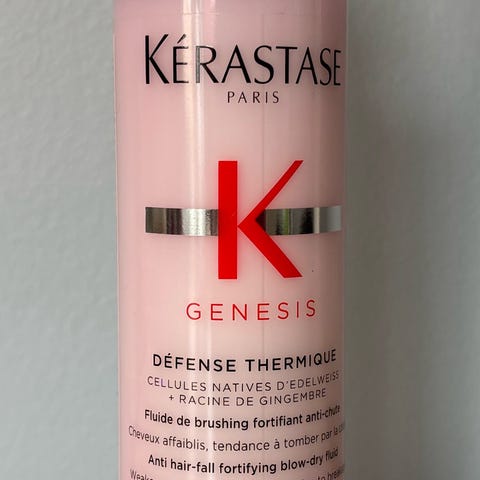 KÉRASTASE
PARIS
K
GENESIS
DÉFENSE THERMIQUE
CELLULES NATIVES D'EDELWEISS
+ RACINE DE GINGEMBRE
Fluide de brushing fortifiant anti-chute
Cheveux affaiblis, tendance à tomber par la
Anti hair-fall fortifying blow-dry fluid